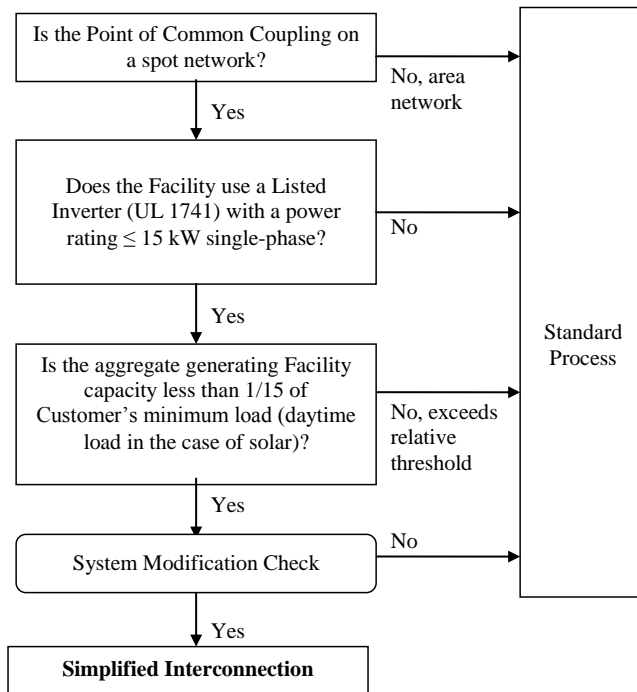 Is the Point of Common Coupling on
a spot network?
No, area
network
Yes
Does the Facility use a Listed
Inverter (UL 1741) with a power
rating ≤ 15 kW single-phase?
No
Yes
Standard
Process
Is the aggregate generating Facility
capacity less than 1/15 of
Customer’s minimum load (daytime
load in the case of solar)?
No, exceeds
relative
threshold
Yes
System Modification Check
No
Yes
Simplified Interconnection